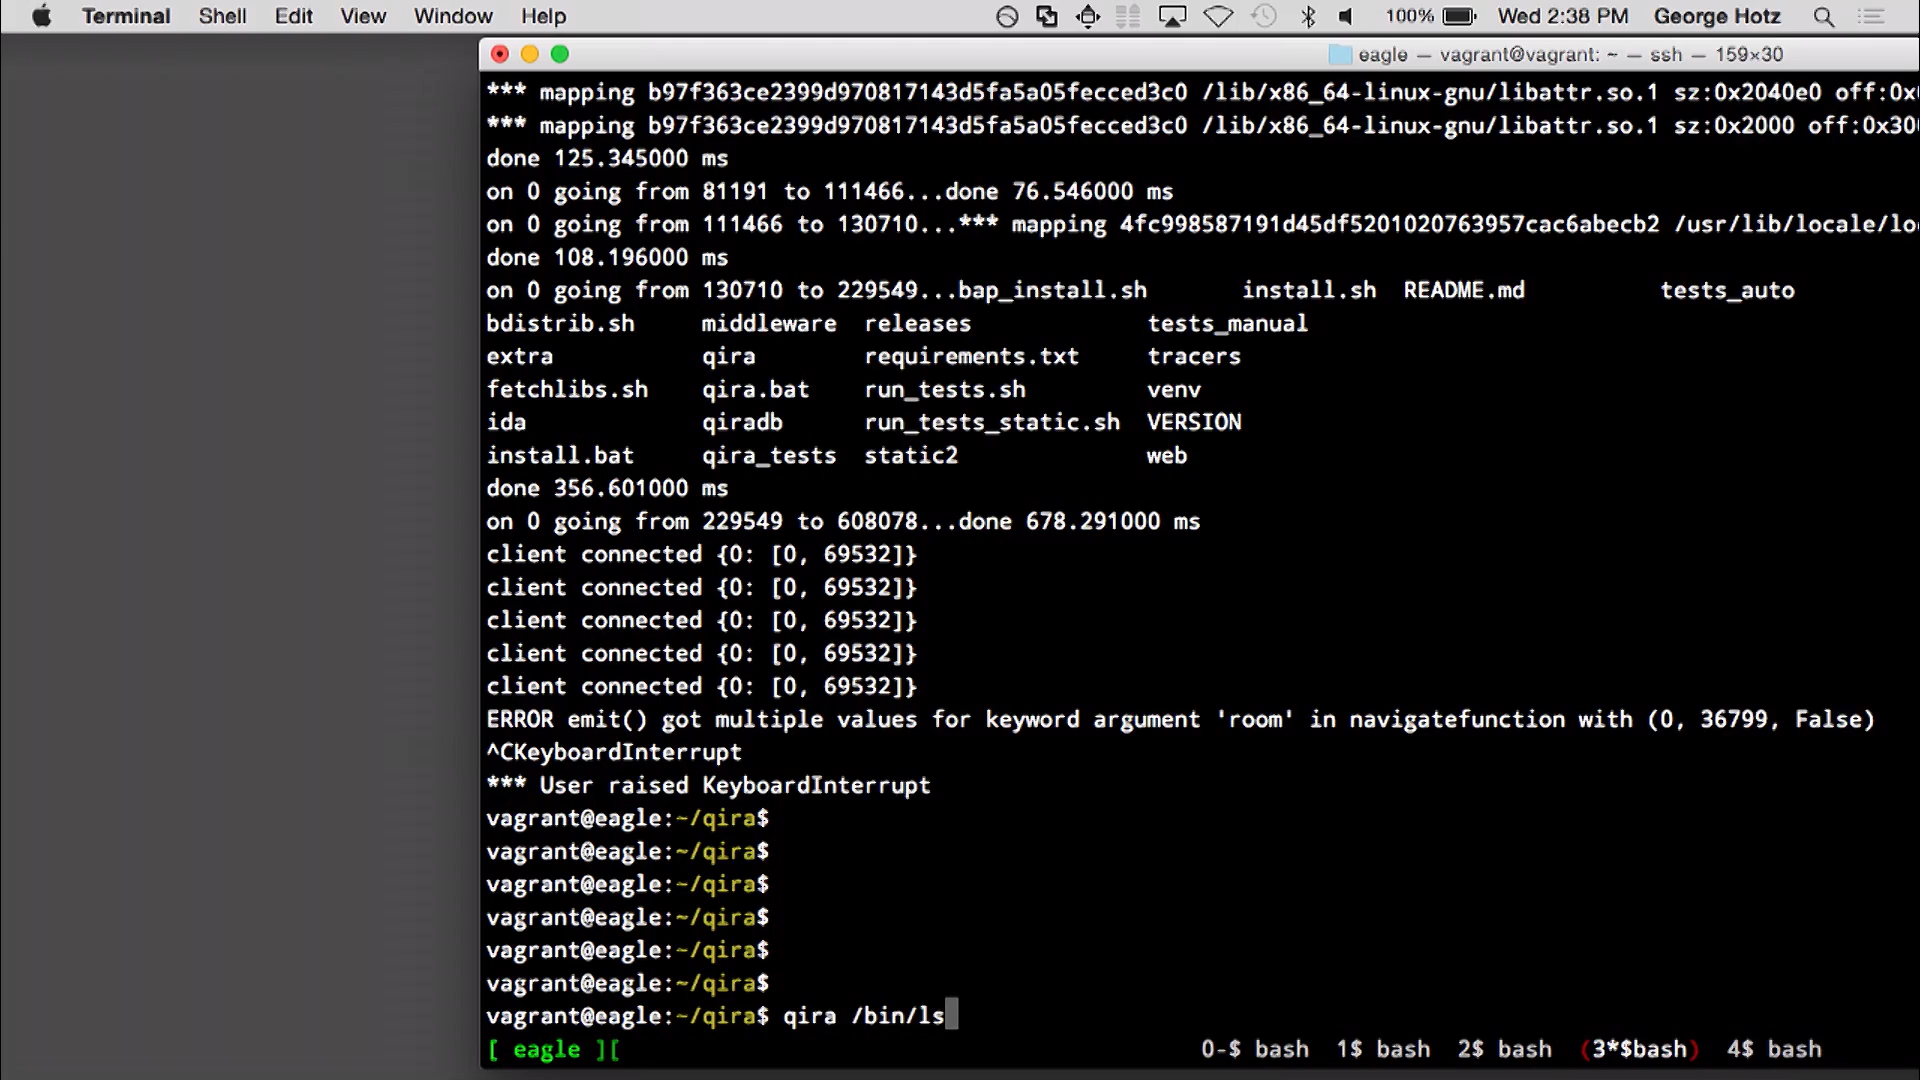 Terminal Shell Edit View Window Help 100% Wed 2:38 PM George Hotz
eagle — vagrant@vagrant: ~ — ssh — 159×30
*** mapping b97f363ce2399d970817143d5fa5a05fecced3c0 /lib/x86_64-linux-gnu/libattr.so.1 sz:0x2040e0 off:0x0
*** mapping b97f363ce2399d970817143d5fa5a05fecced3c0 /lib/x86_64-linux-gnu/libattr.so.1 sz:0x2000 off:0x30
done 125.345000 ms
on 0 going from 81191 to 111466...done 76.546000 ms
on 0 going from 111466 to 130710...*** mapping 4fc998587191d45df5201020763957cac6abecb2 /usr/lib/locale/lo
done 108.196000 ms
on 0 going from 130710 to 229549...bap_install.sh install.sh README.md tests_auto
bdistrib.sh middleware releases tests_manual
extra qira requirements.txt tracers
fetchlibs.sh qira.bat run_tests.sh venv
ida qiradb run_tests_static.sh VERSION
install.bat qira_tests static2 web
done 356.601000 ms
on 0 going from 229549 to 608078...done 678.291000 ms
client connected {0: [0, 69532]}
client connected {0: [0, 69532]}
client connected {0: [0, 69532]}
client connected {0: [0, 69532]}
client connected {0: [0, 69532]}
ERROR emit() got multiple values for keyword argument 'room' in navigatefunction with (0, 36799, False)
^CKeyboardInterrupt
*** User raised KeyboardInterrupt
vagrant@eagle:~/qira$
vagrant@eagle:~/qira$
vagrant@eagle:~/qira$
vagrant@eagle:~/qira$
vagrant@eagle:~/qira$
vagrant@eagle:~/qira$
vagrant@eagle:~/qira$ qira /bin/ls
[ eagle ][ 0-$ bash 1$ bash 2$ bash (3*$bash) 4$ bash